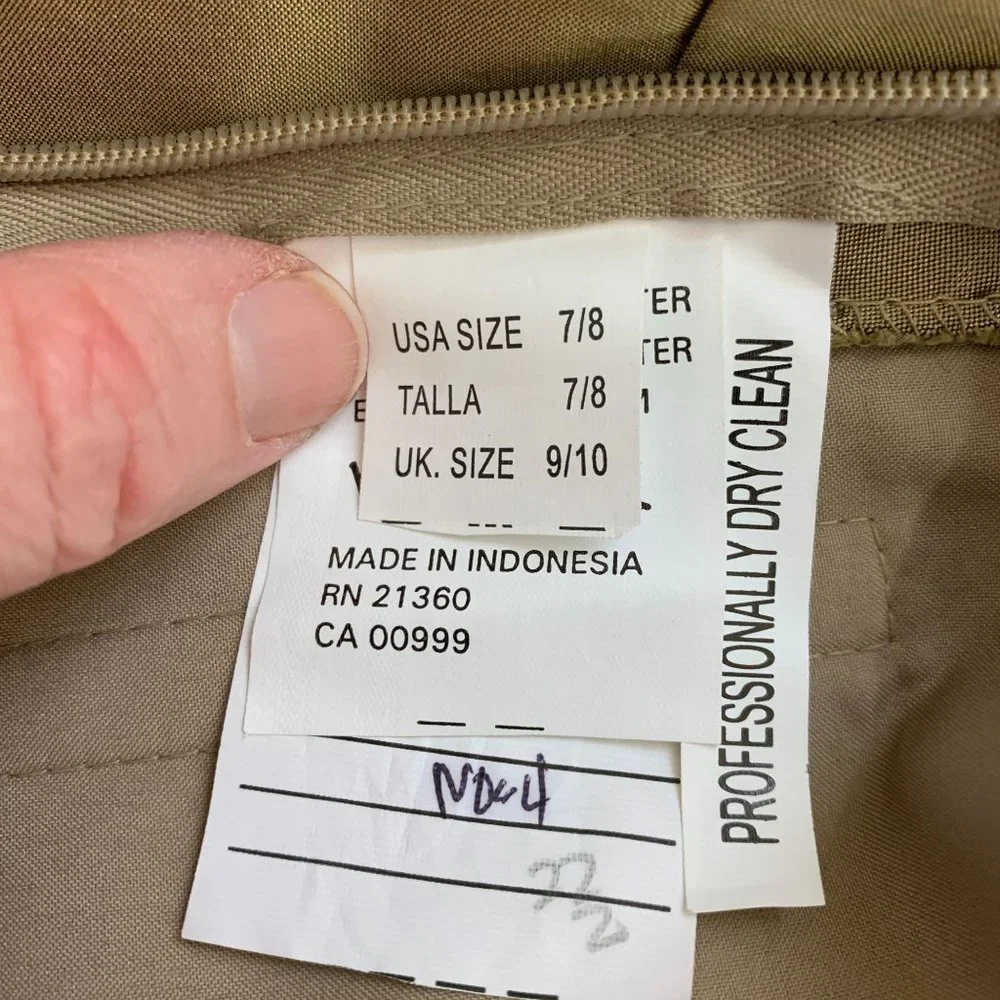 USA SIZE 7/8
TALLA 7/8
UK. SIZE 9/10
MADE IN INDONESIA
RN 21360
CA 00999
PROFESSIONALLY DRY CLEAN